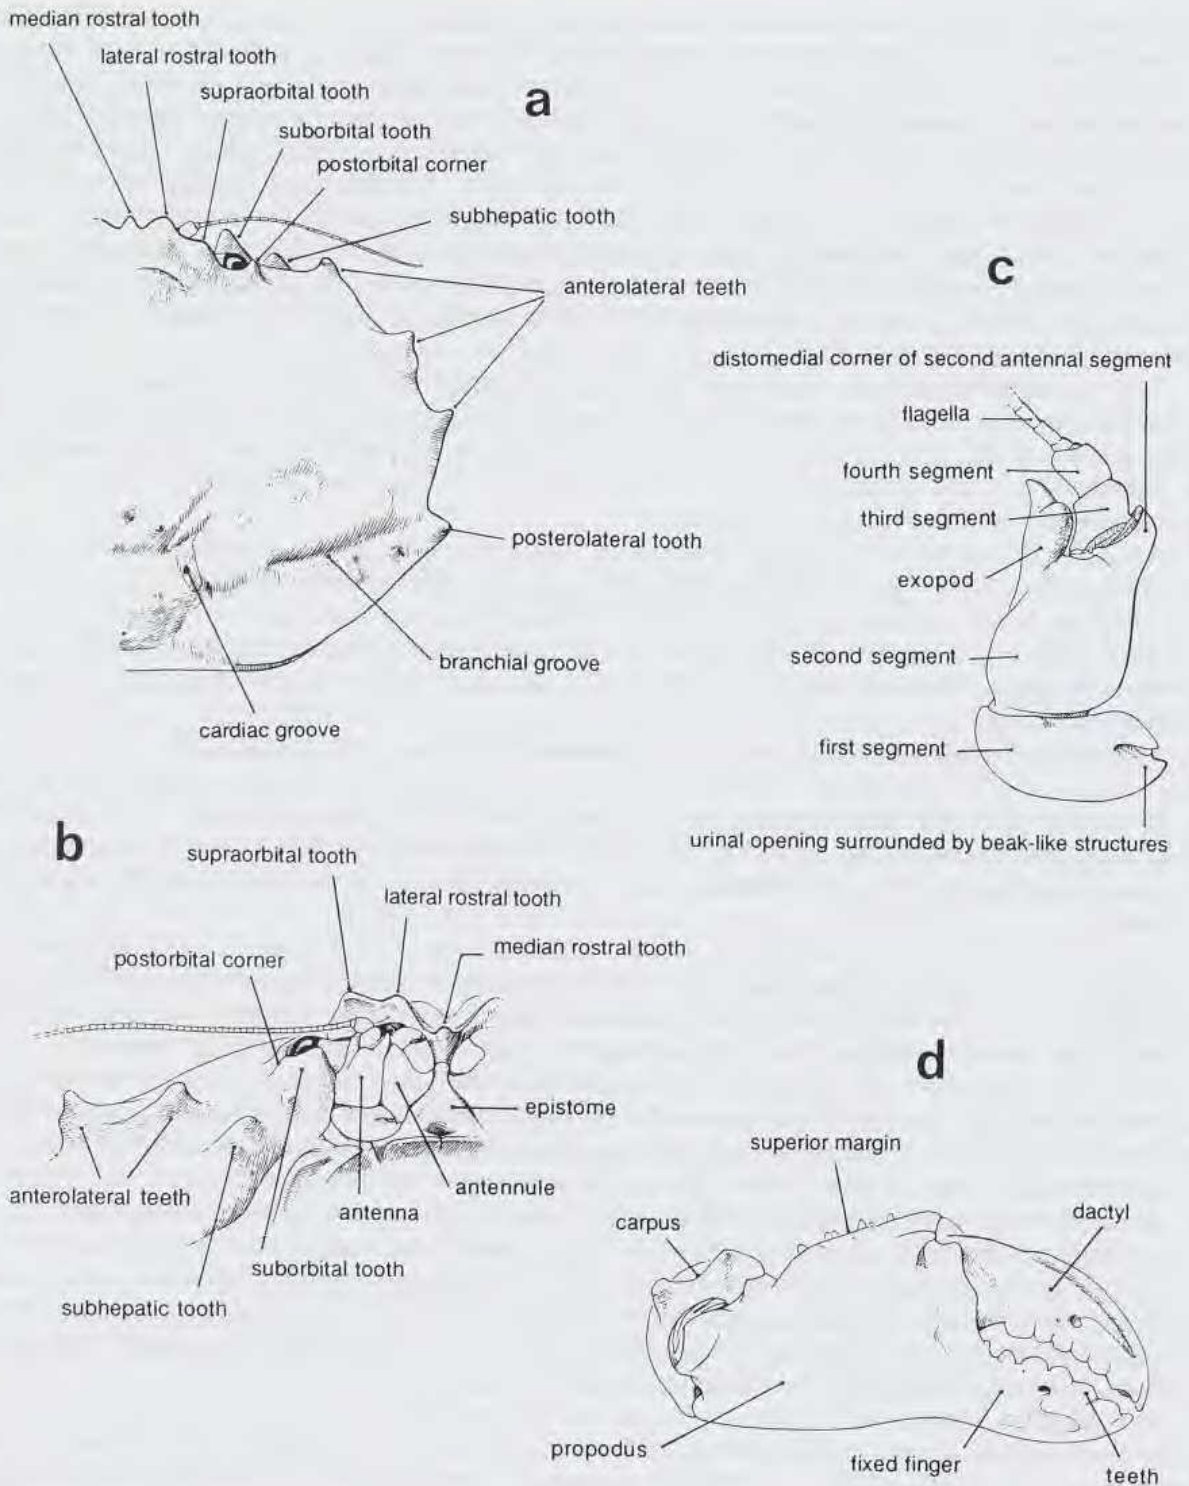 median rostral tooth
lateral rostral tooth
supraorbital tooth
suborbital tooth
postorbital corner
subhepatic tooth
anterolateral teeth
posterolateral tooth
branchial groove
cardiac groove
a
c
distomedial corner of second antennal segment
flagella
fourth segment
third segment
exopod
second segment
first segment
urinal opening surrounded by beak-like structures
b
supraorbital tooth
lateral rostral tooth
median rostral tooth
postorbital corner
epistome
antennule
antenna
anterolateral teeth
suborbital tooth
subhepatic tooth
d
superior margin
carpus
dactyl
propodus
fixed finger
teeth